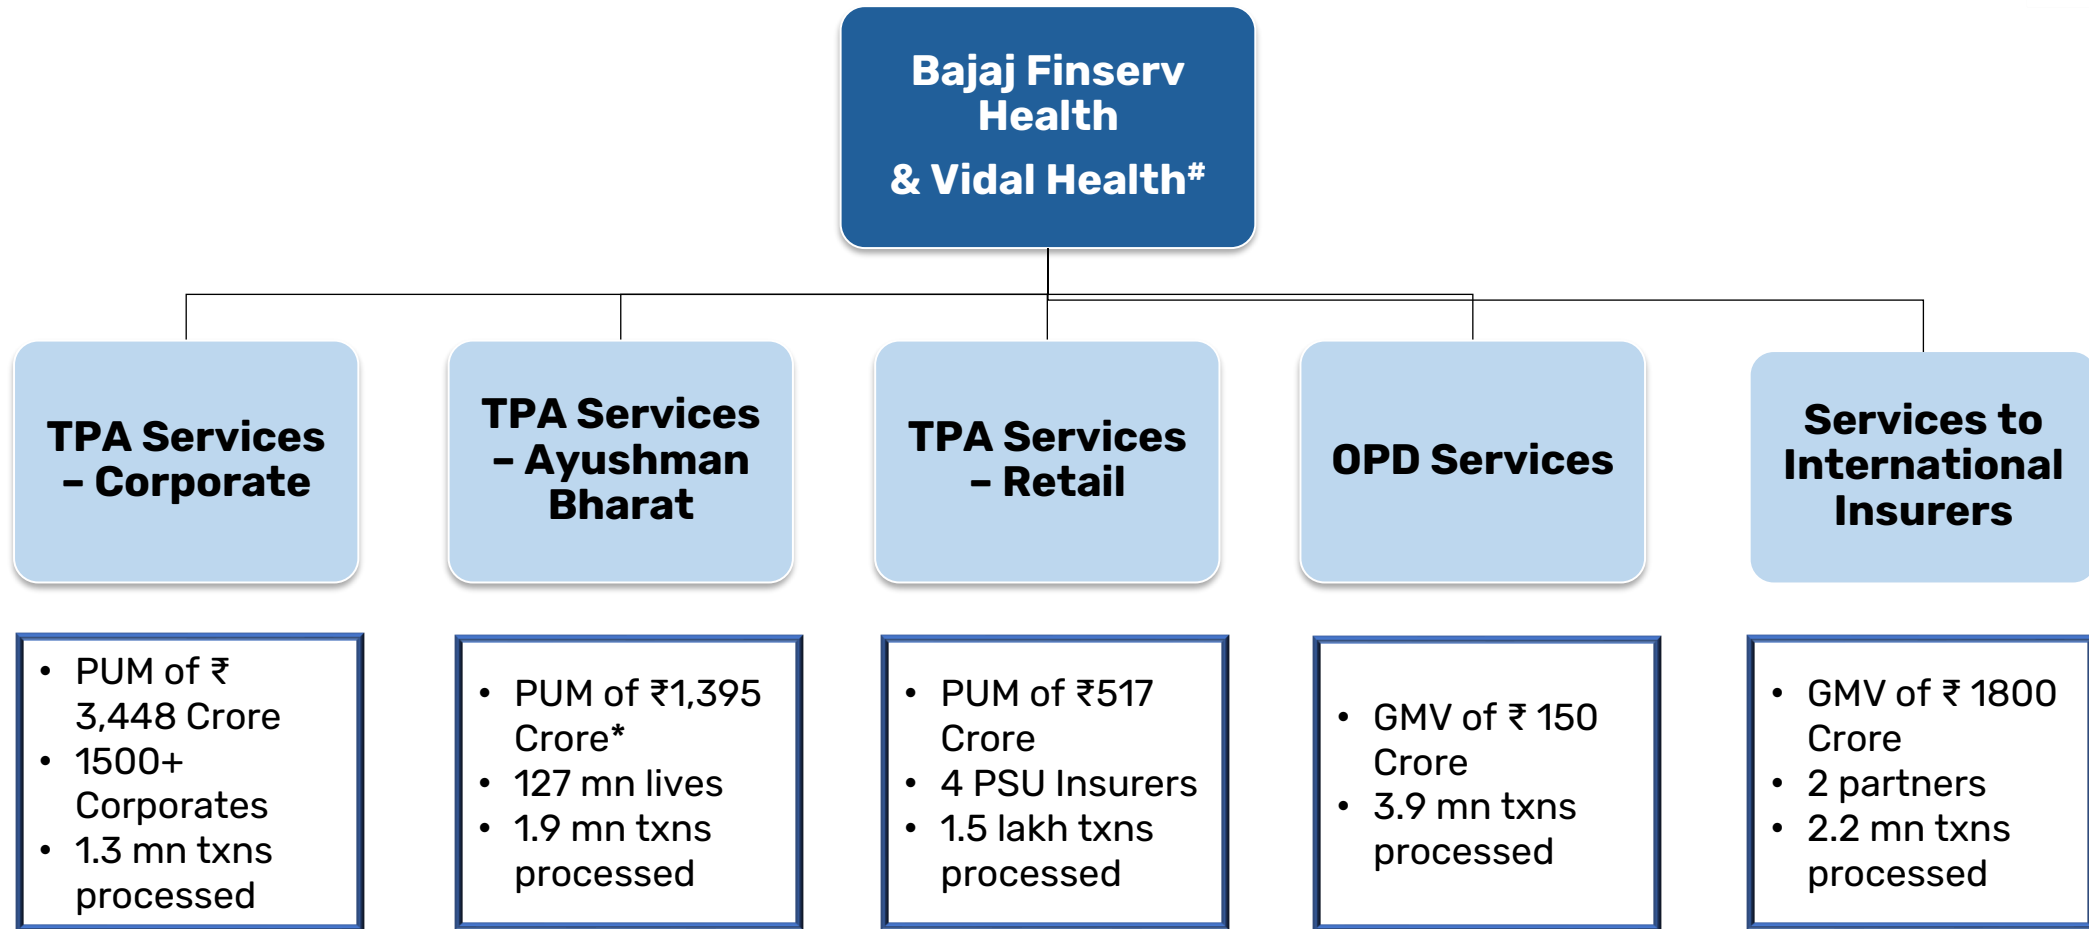 Bajaj Finserv
Health
& Vidal Health#
TPA Services
– Corporate
TPA Services
– Ayushman
Bharat
TPA Services
– Retail
OPD Services
Services to
International
Insurers
• PUM of ₹
3,448 Crore
• 1500+
Corporates
• 1.3 mn txns
processed
• PUM of ₹1,395
Crore*
• 127 mn lives
• 1.9 mn txns
processed
• PUM of ₹517
Crore
• 4 PSU Insurers
• 1.5 lakh txns
processed
• GMV of ₹ 150
Crore
• 3.9 mn txns
processed
• GMV of ₹ 1800
Crore
• 2 partners
• 2.2 mn txns
processed